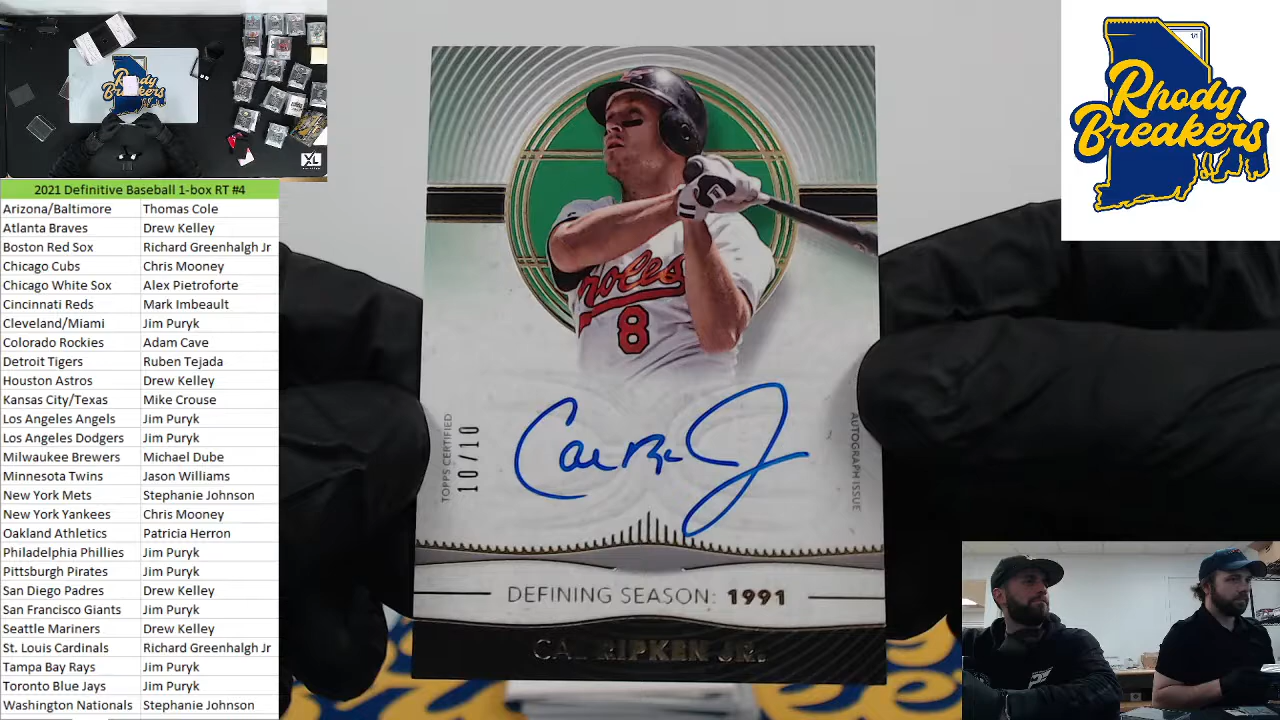 2021 Definitive Baseball 1-box RT #4
Arizona/Baltimore Thomas Cole
Atlanta Braves Drew Kelley
Boston Red Sox Richard Greenhalgh Jr
Chicago Cubs Chris Mooney
Chicago White Sox Alex Pietroforte
Cincinnati Reds Mark Imbeault
Cleveland/Miami Jim Puryk
Colorado Rockies Adam Cave
Detroit Tigers Ruben Tejada
Houston Astros Drew Kelley
Kansas City/Texas Mike Crouse
Los Angeles Angels Jim Puryk
Los Angeles Dodgers Jim Puryk
Milwaukee Brewers Michael Dube
Minnesota Twins Jason Williams
New York Mets Stephanie Johnson
New York Yankees Chris Mooney
Oakland Athletics Patricia Herron
Philadelphia Phillies Jim Puryk
Pittsburgh Pirates Jim Puryk
San Diego Padres Drew Kelley
San Francisco Giants Jim Puryk
Seattle Mariners Drew Kelley
St. Louis Cardinals Richard Greenhalgh Jr
Tampa Bay Rays Jim Puryk
Toronto Blue Jays Jim Puryk
Washington Nationals Stephanie Johnson
Rhody
Breakers
XL
rioles
8
TOPPS CERTIFIED
10/10
AUTOGRAPH ISSUE
DEFINING SEASON: 1991
CAL RIPKEN JR.
1/1
Rhody
Breakers